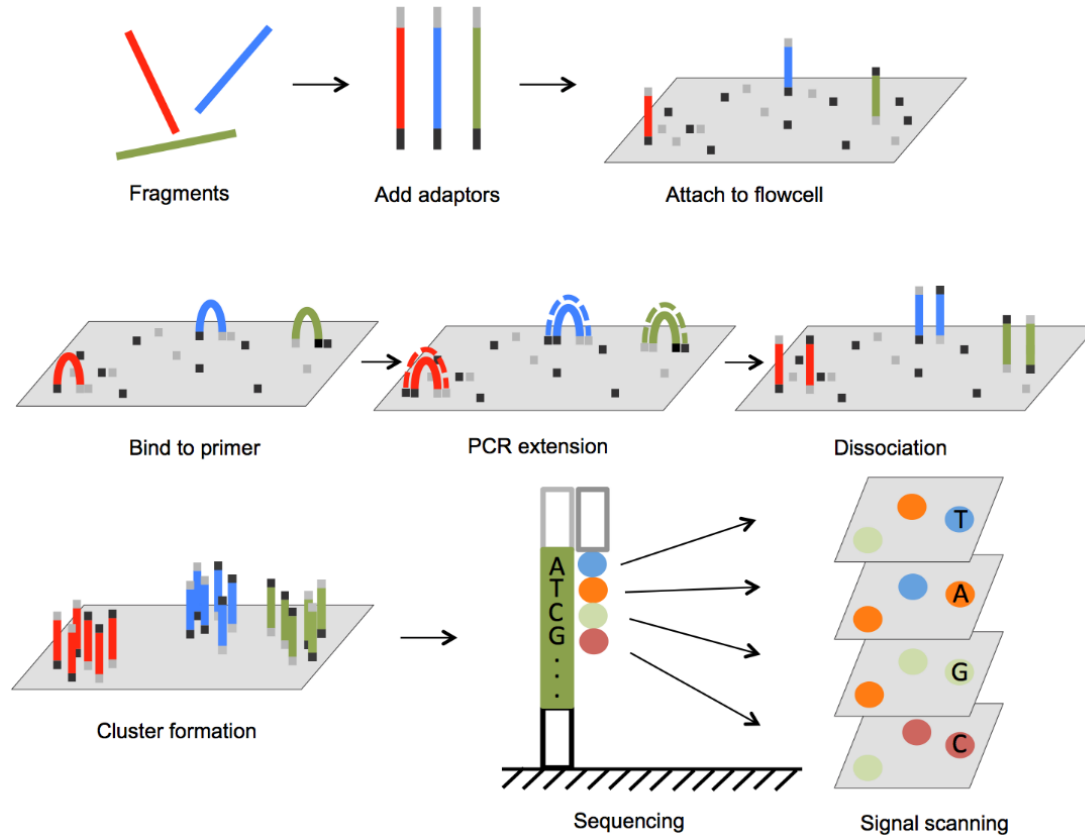 Fragments
Add adaptors
Attach to flowcell
Bind to primer
PCR extension
Dissociation
Cluster formation
A
T
C
G
.
.
.
Sequencing
T
A
G
C
Signal scanning